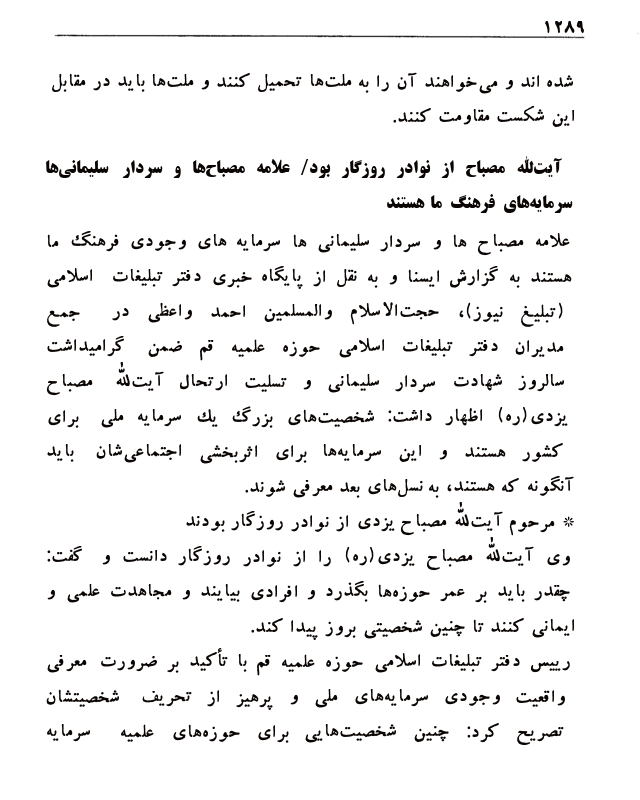 ۱۲۸۹
شده اند و می‌خواهند آن را به ملت‌ها تحمیل کنند و ملت‌ها باید در مقابل
این شکست مقاومت کنند.
آیت‌الله مصباح از نوادر روزگار بود/ علامه مصباح‌ها و سردار سلیمانی‌ها
سرمایه‌های فرهنگ ما هستند
علامه مصباح ها و سردار سلیمانی ها سرمایه های وجودی فرهنگ ما
هستند به گزارش ایسنا و به نقل از پایگاه خبری دفتر تبلیغات اسلامی
(تبلیغ نیوز)، حجت‌الاسلام والمسلمین احمد واعظی در جمع
مدیران دفتر تبلیغات اسلامی حوزه علمیه قم ضمن گرامیداشت
سالروز شهادت سردار سلیمانی و تسلیت ارتحال آیت‌الله مصباح
یزدی(ره) اظهار داشت: شخصیت‌های بزرگ یك سرمایه ملی برای
کشور هستند و این سرمایه‌ها برای اثربخشی اجتماعی‌شان باید
آنگونه که هستند، به نسل‌های بعد معرفی شوند.
* مرحوم آیت‌الله مصباح یزدی از نوادر روزگار بودند
وی آیت‌الله مصباح یزدی(ره) را از نوادر روزگار دانست و گفت:
چقدر باید بر عمر حوزه‌ها بگذرد و افرادی بیایند و مجاهدت علمی و
ایمانی کنند تا چنین شخصیتی بروز پیدا کند.
رییس دفتر تبلیغات اسلامی حوزه علمیه قم با تأکید بر ضرورت معرفی
واقعیت وجودی سرمایه‌های ملی و پرهیز از تحریف شخصیتشان
تصریح کرد: چنین شخصیت‌هایی برای حوزه‌های علمیه سرمایه